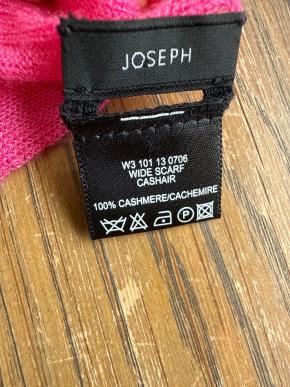 JOSEPH
W3 101 13 0706
WIDE SCARF
CASHAIR
100% CASHMERE/CACHEMIRE
P